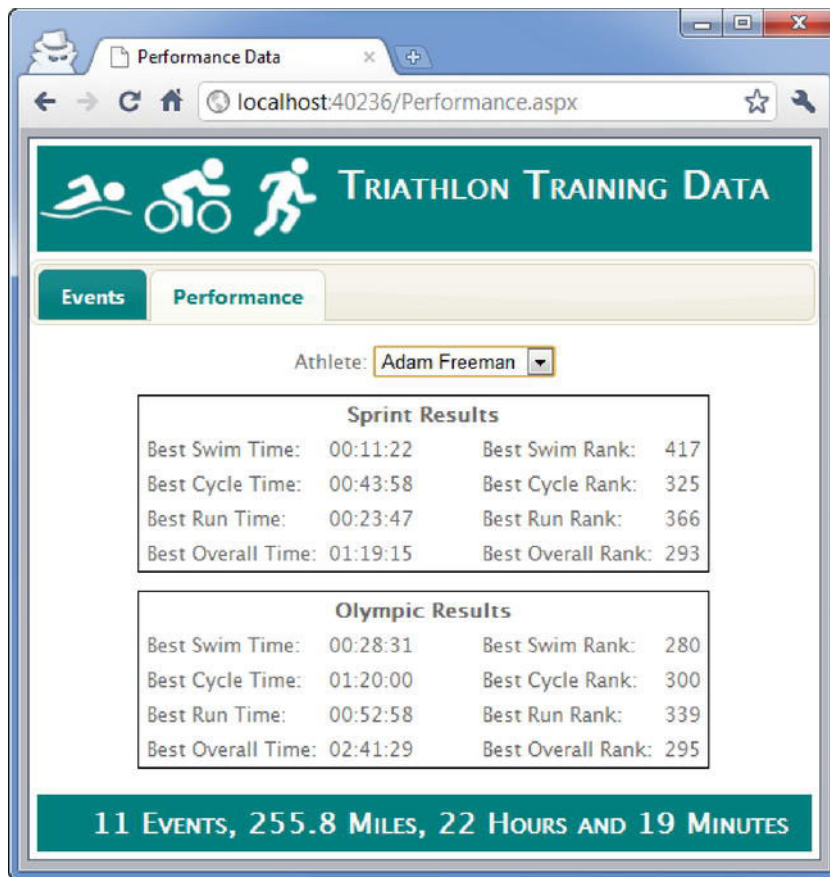 Performance Data
localhost:40236/Performance.aspx
TRIATHLON TRAINING DATA
Events Performance
Athlete: Adam Freeman
Sprint Results
Best Swim Time: 00:11:22 Best Swim Rank: 417
Best Cycle Time: 00:43:58 Best Cycle Rank: 325
Best Run Time: 00:23:47 Best Run Rank: 366
Best Overall Time: 01:19:15 Best Overall Rank: 293
Olympic Results
Best Swim Time: 00:28:31 Best Swim Rank: 280
Best Cycle Time: 01:20:00 Best Cycle Rank: 300
Best Run Time: 00:52:58 Best Run Rank: 339
Best Overall Time: 02:41:29 Best Overall Rank: 295
11 EVENTS, 255.8 MILES, 22 HOURS AND 19 MINUTES